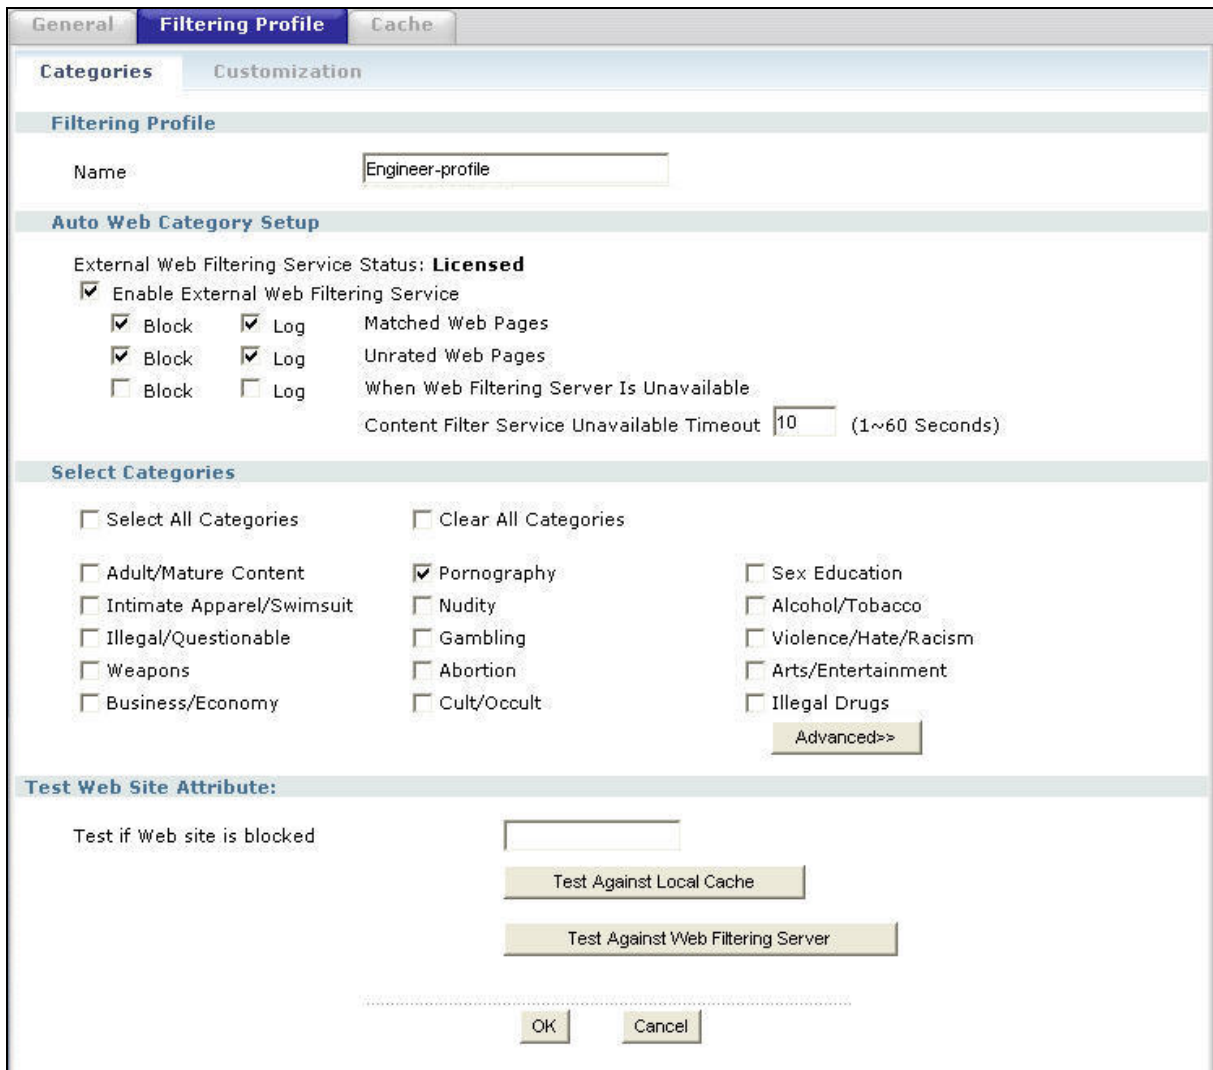 General Filtering Profile Cache
Categories Customization
Filtering Profile
Name Engineer-profile
Auto Web Category Setup
External Web Filtering Service Status: Licensed
Enable External Web Filtering Service
Block Log Matched Web Pages
Block Log Unrated Web Pages
Block Log When Web Filtering Server Is Unavailable
Content Filter Service Unavailable Timeout 10 (1~60 Seconds)
Select Categories
Select All Categories Clear All Categories
Adult/Mature Content Pornography Sex Education
Intimate Apparel/Swimsuit Nudity Alcohol/Tobacco
Illegal/Questionable Gambling Violence/Hate/Racism
Weapons Abortion Arts/Entertainment
Business/Economy Cult/Occult Illegal Drugs
Advanced>>
Test Web Site Attribute:
Test if Web site is blocked
Test Against Local Cache
Test Against Web Filtering Server
OK Cancel